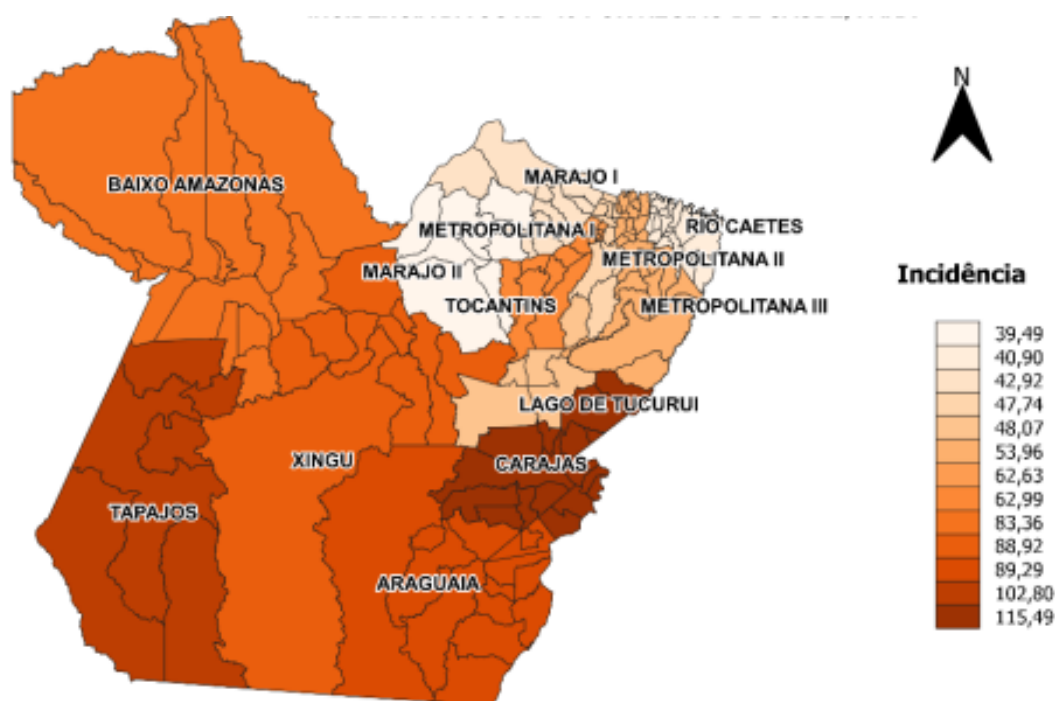 N
BAIXO AMAZONAS
MARAJO I
METROPOLITANA I
RIO CAETES
MARAJO II
METROPOLITANA II
TOCANTINS
METROPOLITANA III
LAGO DE TUCURUI
XINGU
CARAJAS
TAPAJOS
ARAGUAIA
Incidência
39,49
40,90
42,92
47,74
48,07
53,96
62,63
62,99
83,36
88,92
89,29
102,80
115,49